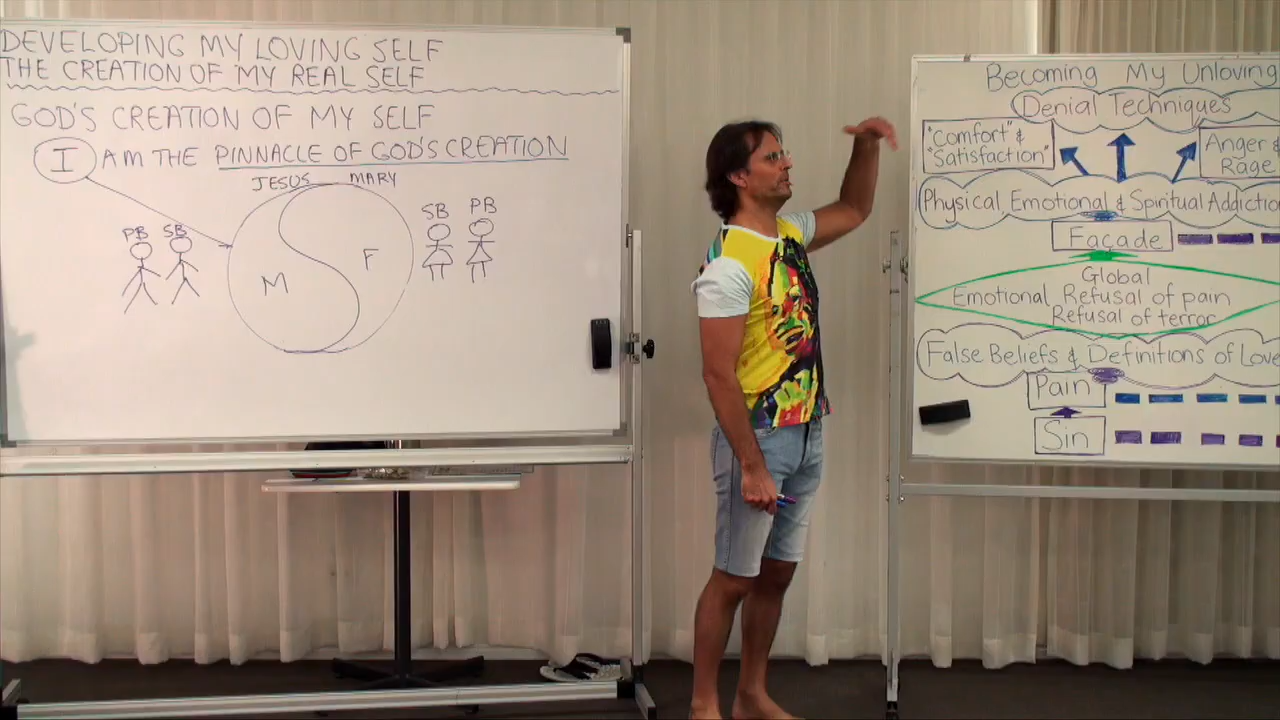 DEVELOPING MY LOVING SELF
THE CREATION OF MY REAL SELF
GOD'S CREATION OF MY SELF
I AM THE PINNACLE OF GOD'S CREATION
JESUS MARY
PB SB
M F
SB PB
Becoming My Unloving
Denial Techniques
"Comfort" &
"Satisfaction"
Anger &
Rage
Physical Emotional & Spiritual Addictio
Façade
Global
Emotional Refusal of pain
Refusal of terror
False Beliefs & Definitions of Love
Pain
Sin